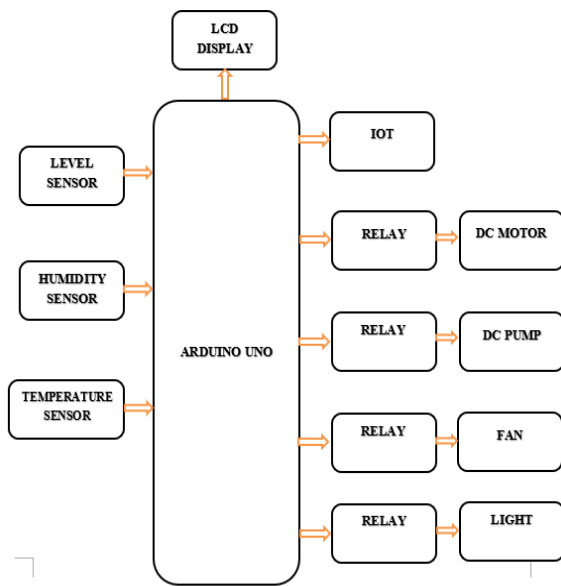 LCD
DISPLAY
IOT
LEVEL
SENSOR
RELAY
DC MOTOR
HUMIDITY
SENSOR
RELAY
DC PUMP
ARDUINO UNO
TEMPERATURE
SENSOR
RELAY
FAN
RELAY
LIGHT